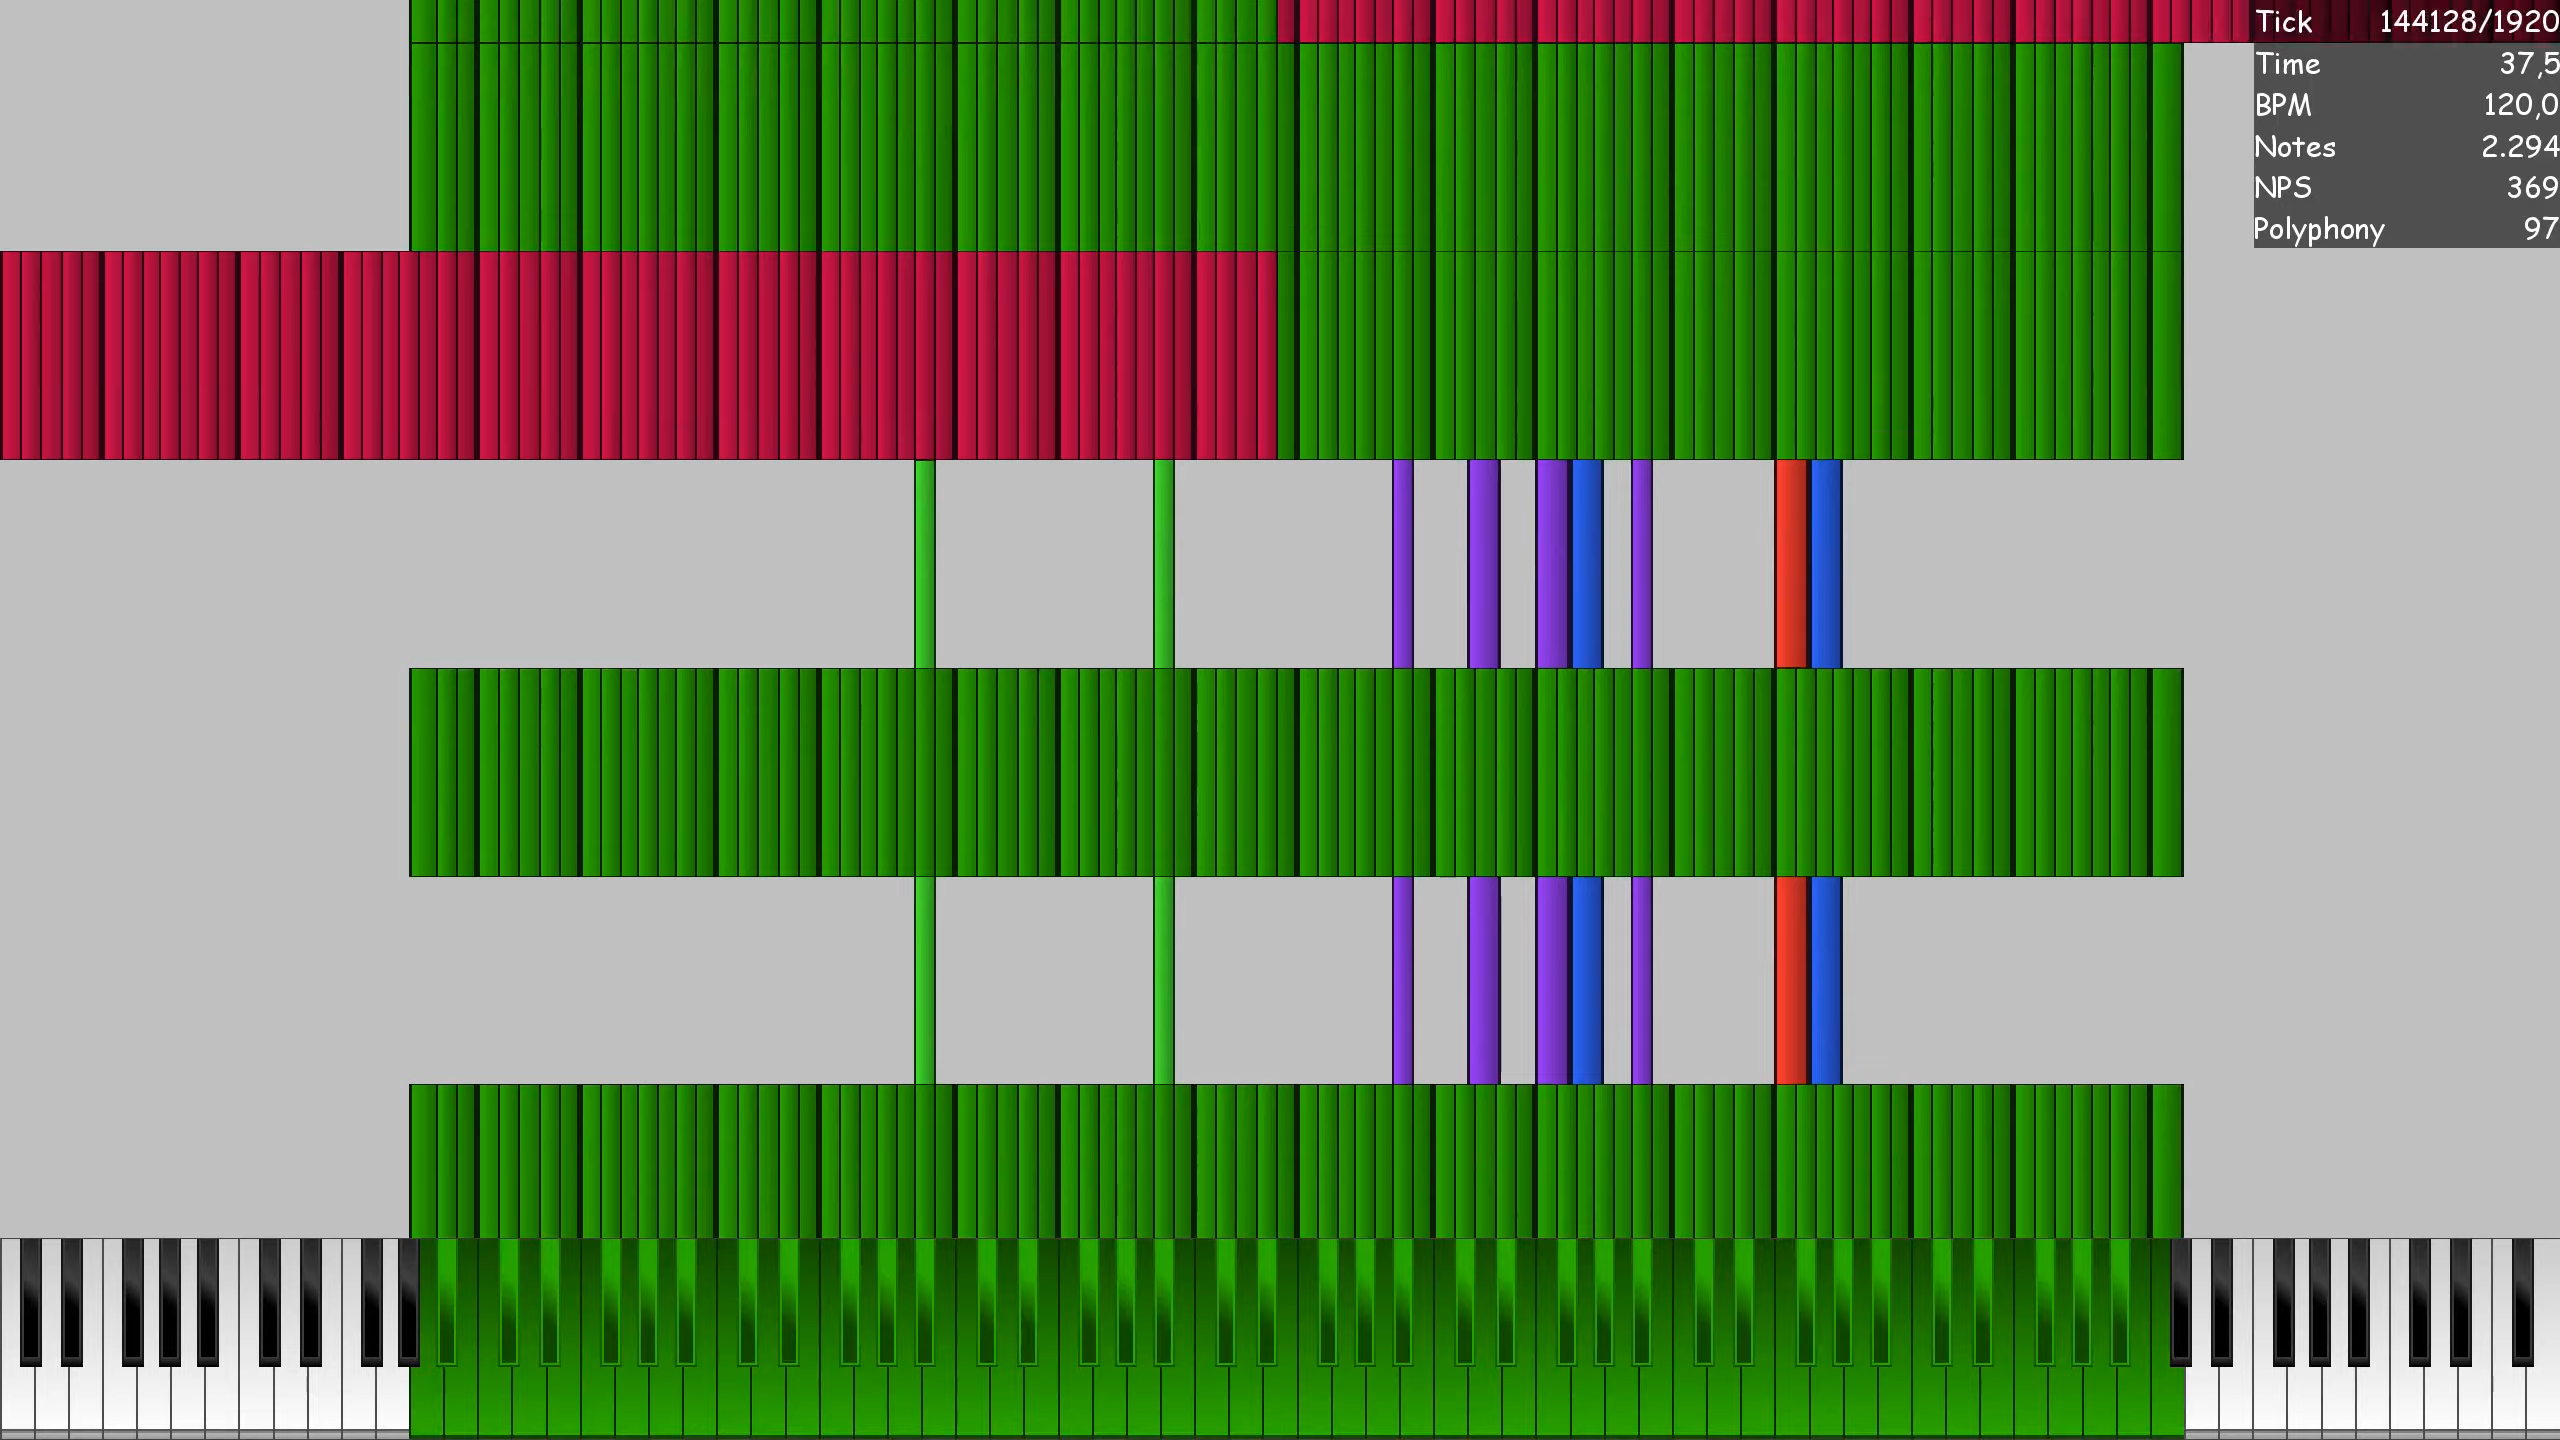 Tick 144128/1920
Time 37,5
BPM 120,0
Notes 2.294
NPS 369
Polyphony 97